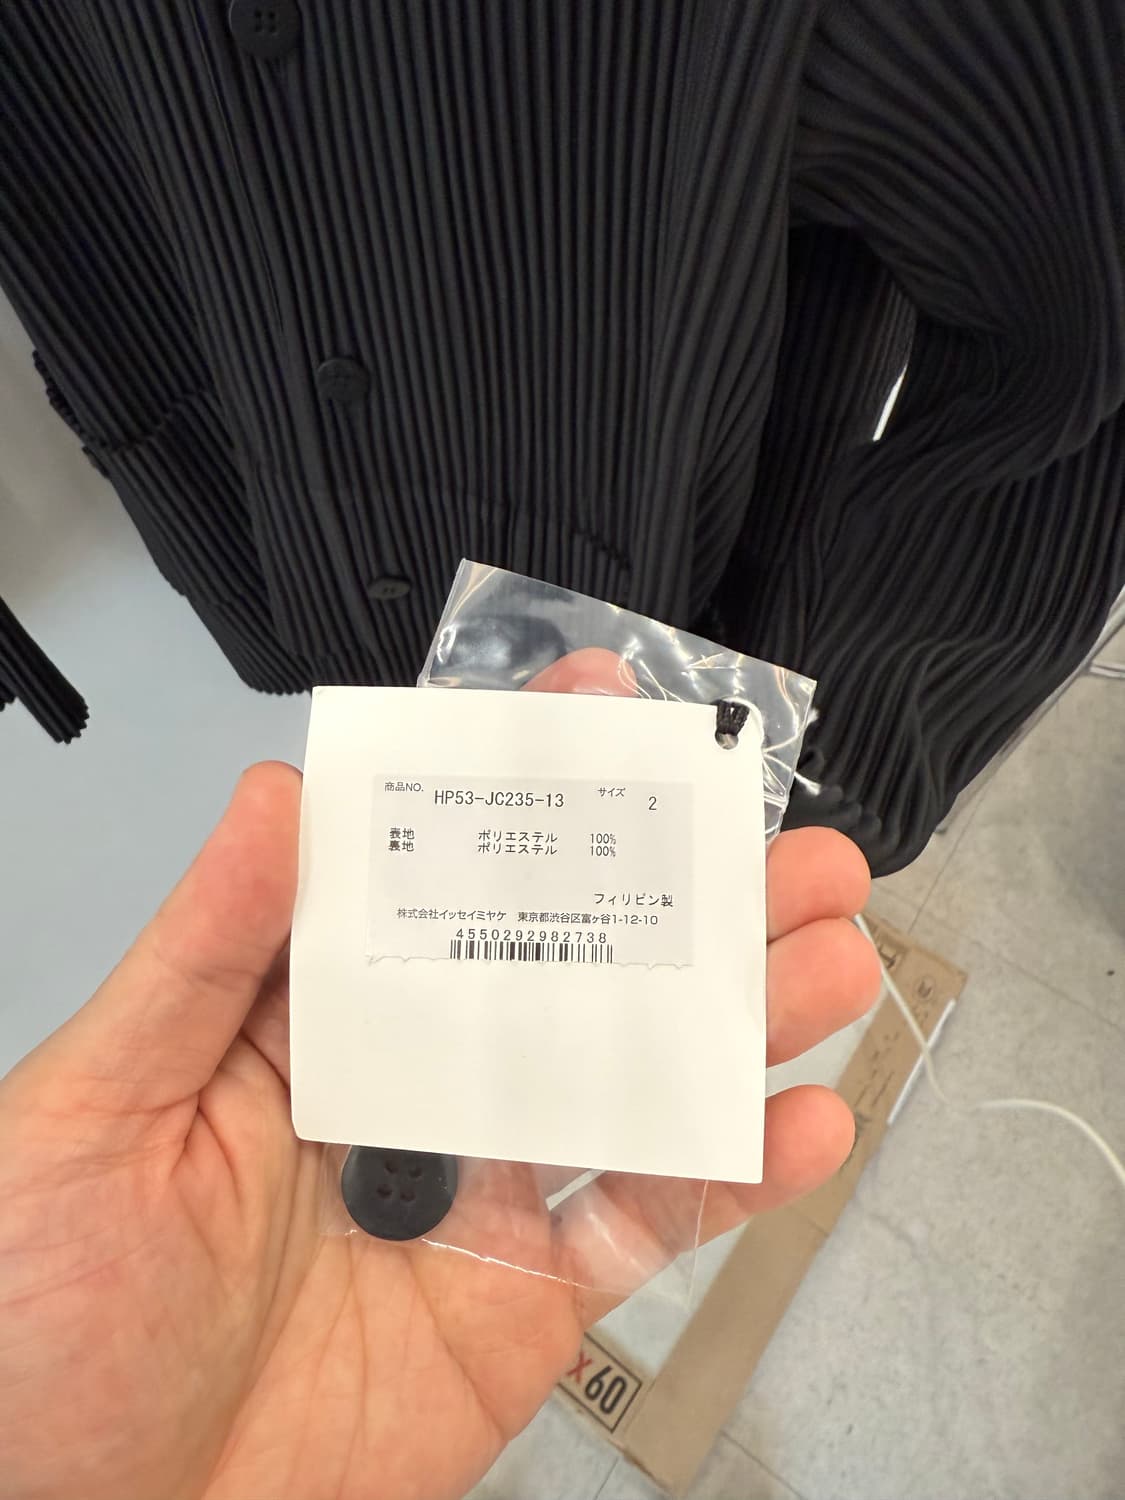 商品NO. HP53-JC235-13 サイズ 2
表地 ポリエステル 100%
裏地 ポリエステル 100%
フィリピン製
株式会社イッセイミヤケ 東京都渋谷区富ヶ谷1-12-10
4550292982738
X60